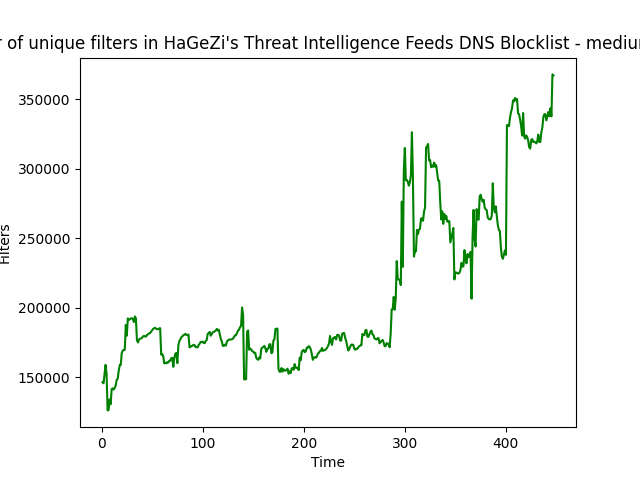 r of unique filters in HaGeZi's Threat Intelligence Feeds DNS Blocklist - mediu
350000
300000
250000
200000
150000
Filters
0 100 200 300 400
Time